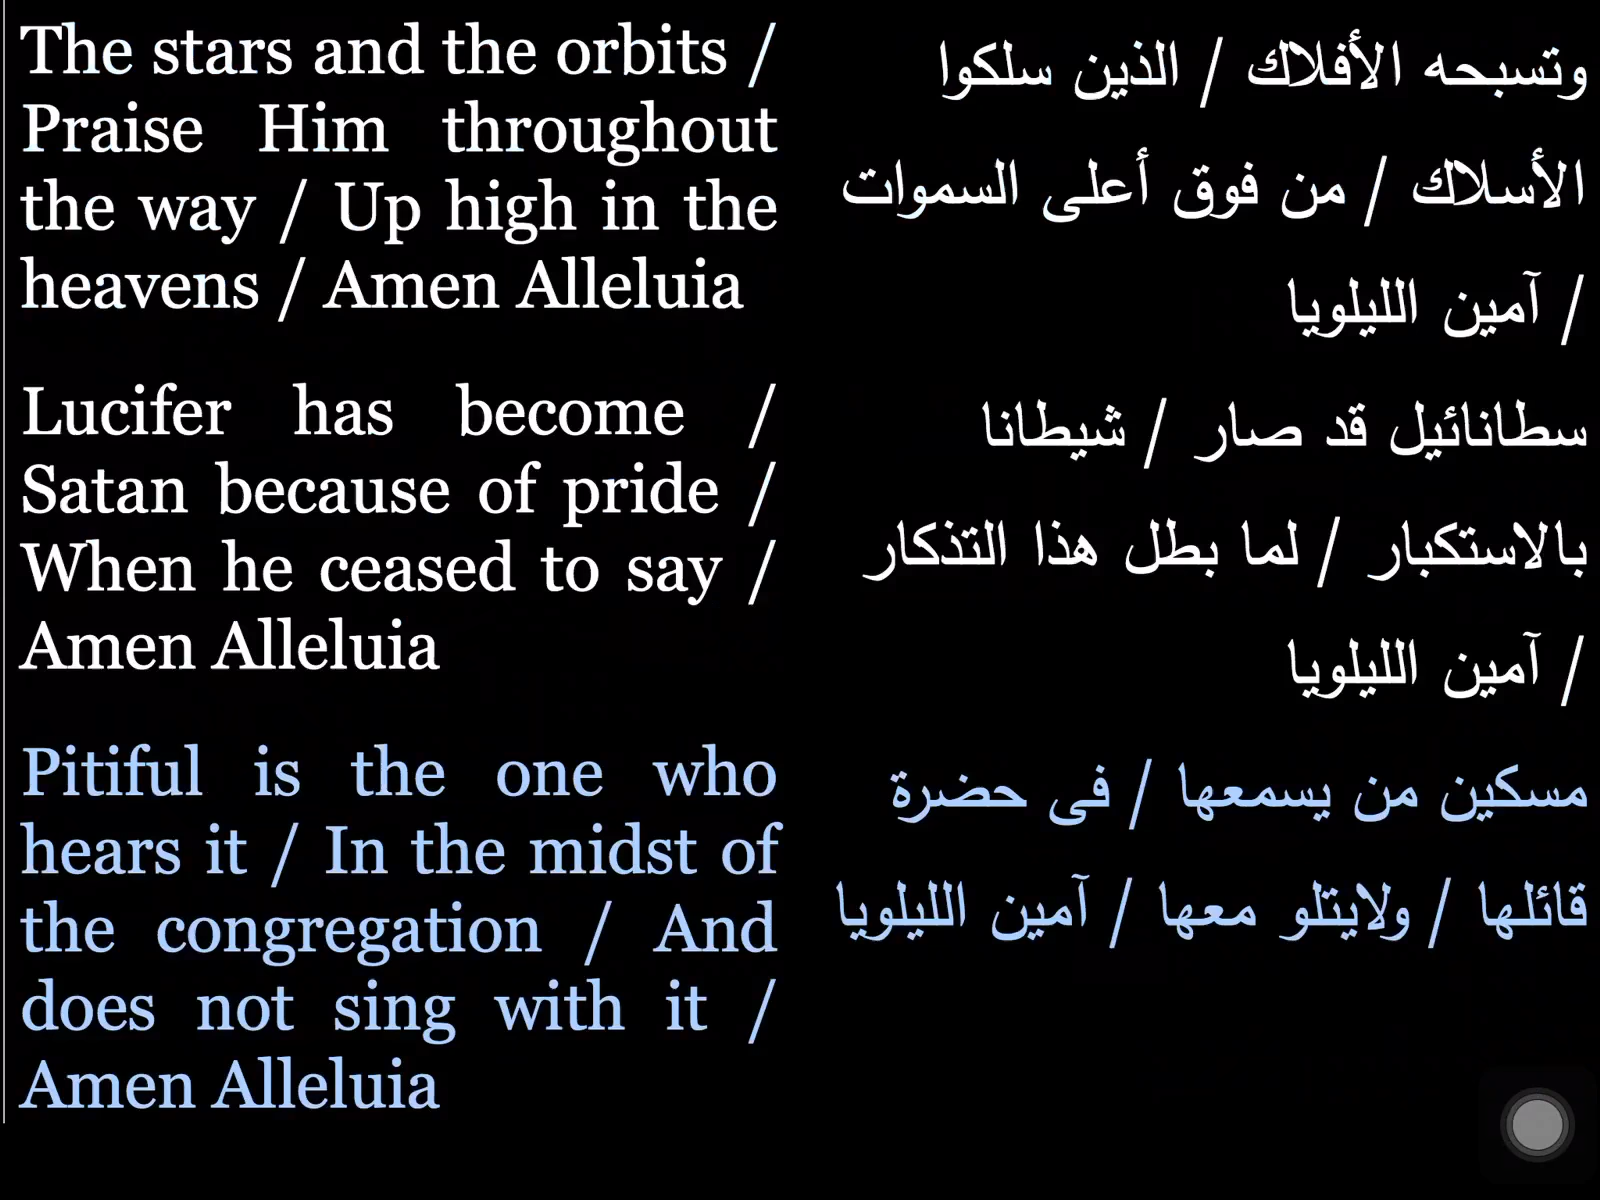 The stars and the orbits /
Praise Him throughout
the way / Up high in the
heavens / Amen Alleluia
Lucifer has become /
Satan because of pride /
When he ceased to say /
Amen Alleluia
Pitiful is the one who
hears it / In the midst of
the congregation / And
does not sing with it /
Amen Alleluia
وتسبحه الأفلاك / الذين سلكوا
الأسلاك / من فوق أعلى السموات
/ آمين الليلويا
سطانائيل قد صار / شيطانا
بالاستكبار / لما بطل هذا التذكار
/ آمين الليلويا
مسكين من يسمعها / فى حضرة
قائلها / ولايتلو معها / آمين الليلويا